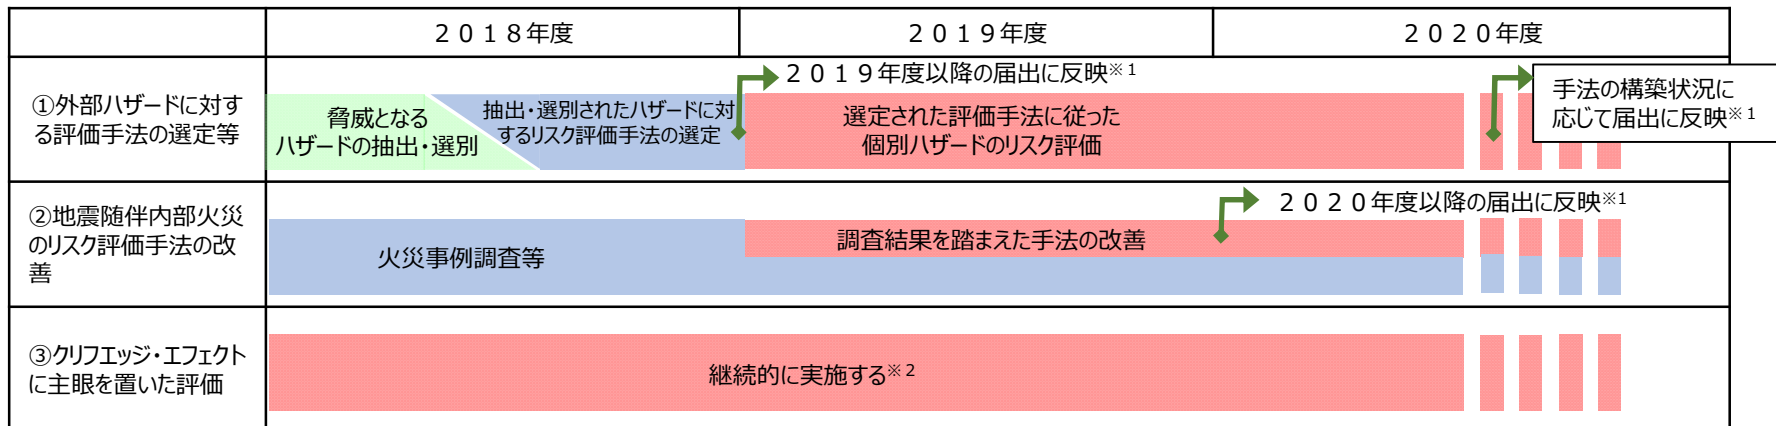 ２０１８年度
２０１９年度
２０２０年度
①外部ハザードに対す
る評価手法の選定等
脅威となる
ハザードの抽出・選別
抽出・選別されたハザードに対
するリスク評価手法の選定
２０１９年度以降の届出に反映※１
選定された評価手法に従った
個別ハザードのリスク評価
手法の構築状況に
応じて届出に反映※１
②地震随伴内部火災
のリスク評価手法の改
善
火災事例調査等
２０２０年度以降の届出に反映※1
調査結果を踏まえた手法の改善
③クリフエッジ・エフェクト
に主眼を置いた評価
継続的に実施する※２